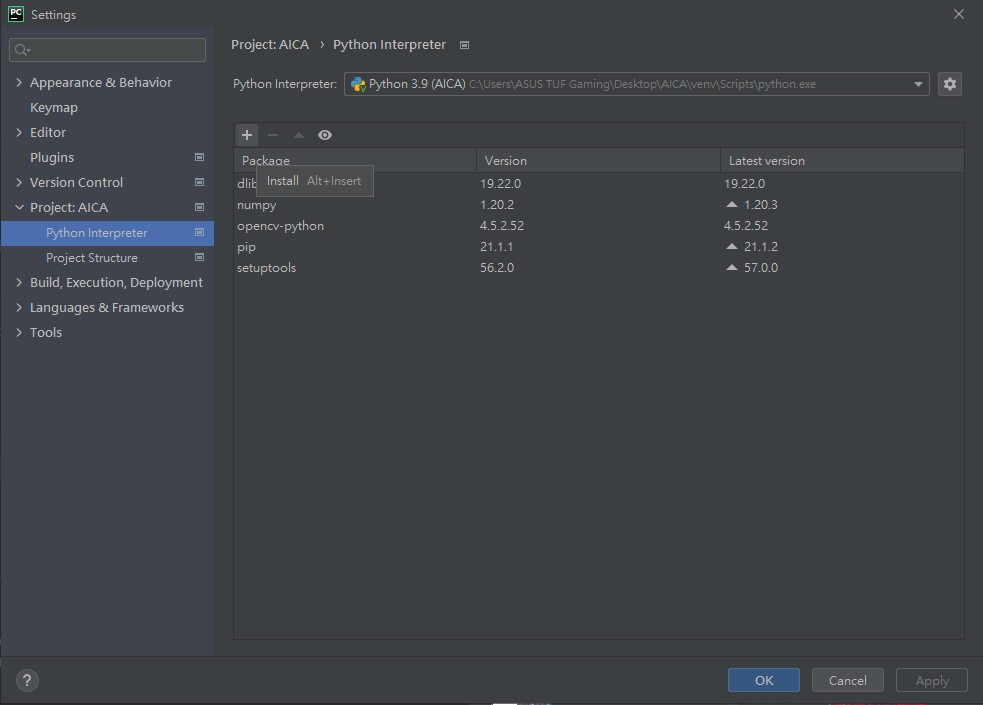 PC Settings
Project: AICA › Python Interpreter
Appearance & Behavior
Keymap
Editor
Plugins
Version Control
Project: AICA
Python Interpreter
Project Structure
Build, Execution, Deployment
Languages & Frameworks
Tools
Python Interpreter: Python 3.9 (AICA) C:\Users\ASUS TUF Gaming\Desktop\AICA\venv\Scripts\python.exe
Package Version Latest version
Install Alt+Insert
dlib 19.22.0 19.22.0
numpy 1.20.2 1.20.3
opencv-python 4.5.2.52 4.5.2.52
pip 21.1.1 21.1.2
setuptools 56.2.0 57.0.0
? OK Cancel Apply